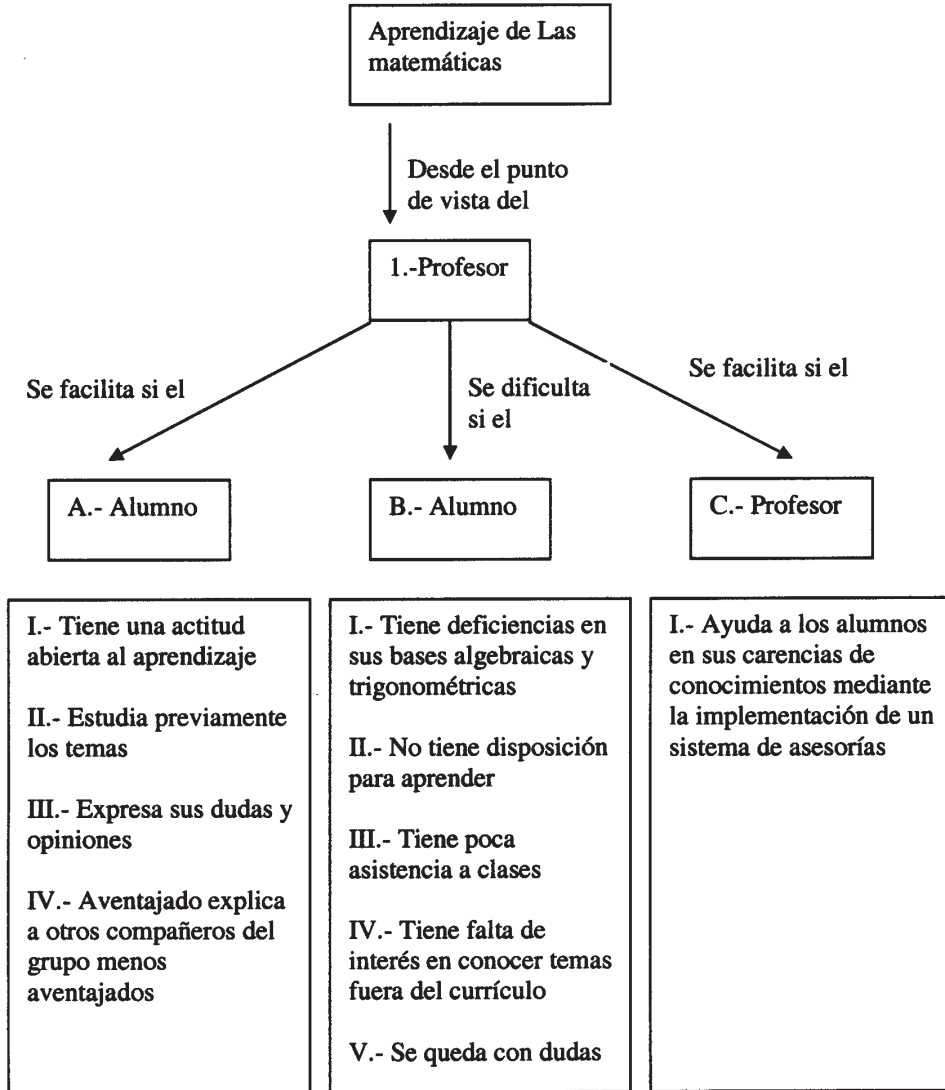 Aprendizaje de Las
matemáticas
Desde el punto
de vista del
1.-Profesor
Se facilita si el
Se dificulta
si el
Se facilita si el
A.- Alumno
B.- Alumno
C.- Profesor
I.- Tiene una actitud
abierta al aprendizaje
II.- Estudia previamente
los temas
III.- Expresa sus dudas y
opiniones
IV.- Aventajado explica
a otros compañeros del
grupo menos
aventajados
I.- Tiene deficiencias en
sus bases algebraicas y
trigonométricas
II.- No tiene disposición
para aprender
III.- Tiene poca
asistencia a clases
IV.- Tiene falta de
interés en conocer temas
fuera del currículo
V.- Se queda con dudas
I.- Ayuda a los alumnos
en sus carencias de
conocimientos mediante
la implementación de un
sistema de asesorías